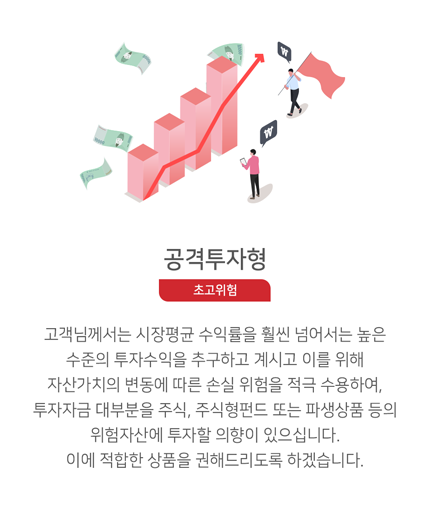 ₩
₩
공격투자형
초고위험
고객님께서는 시장평균 수익률을 훨씬 넘어서는 높은
수준의 투자수익을 추구하고 계시고 이를 위해
자산가치의 변동에 따른 손실 위험을 적극 수용하여,
투자자금 대부분을 주식, 주식형펀드 또는 파생상품 등의
위험자산에 투자할 의향이 있으십니다.
이에 적합한 상품을 권해드리도록 하겠습니다.